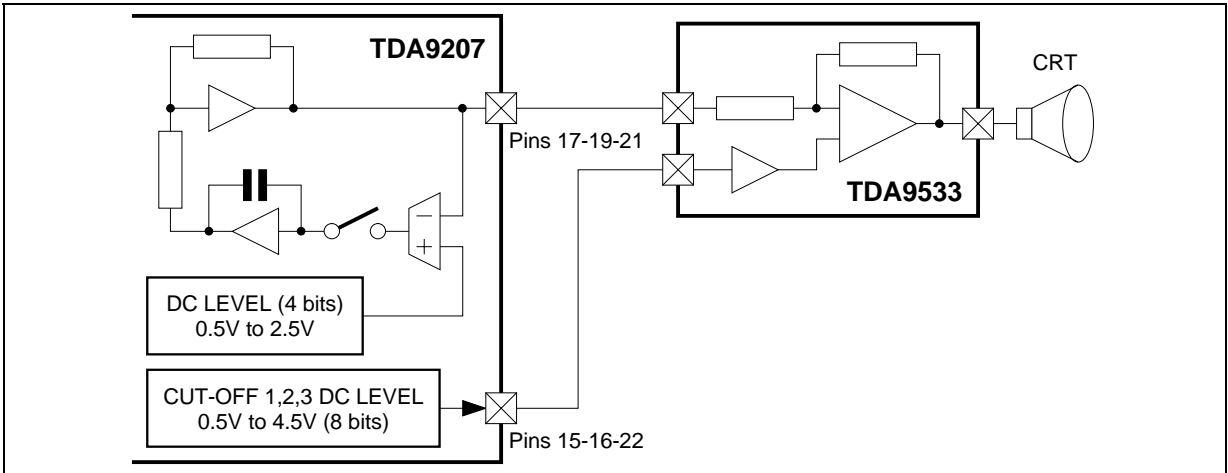 TDA9207
CRT
Pins 17-19-21
TDA9533
DC LEVEL (4 bits)
0.5V to 2.5V
CUT-OFF 1,2,3 DC LEVEL
0.5V to 4.5V (8 bits)
Pins 15-16-22